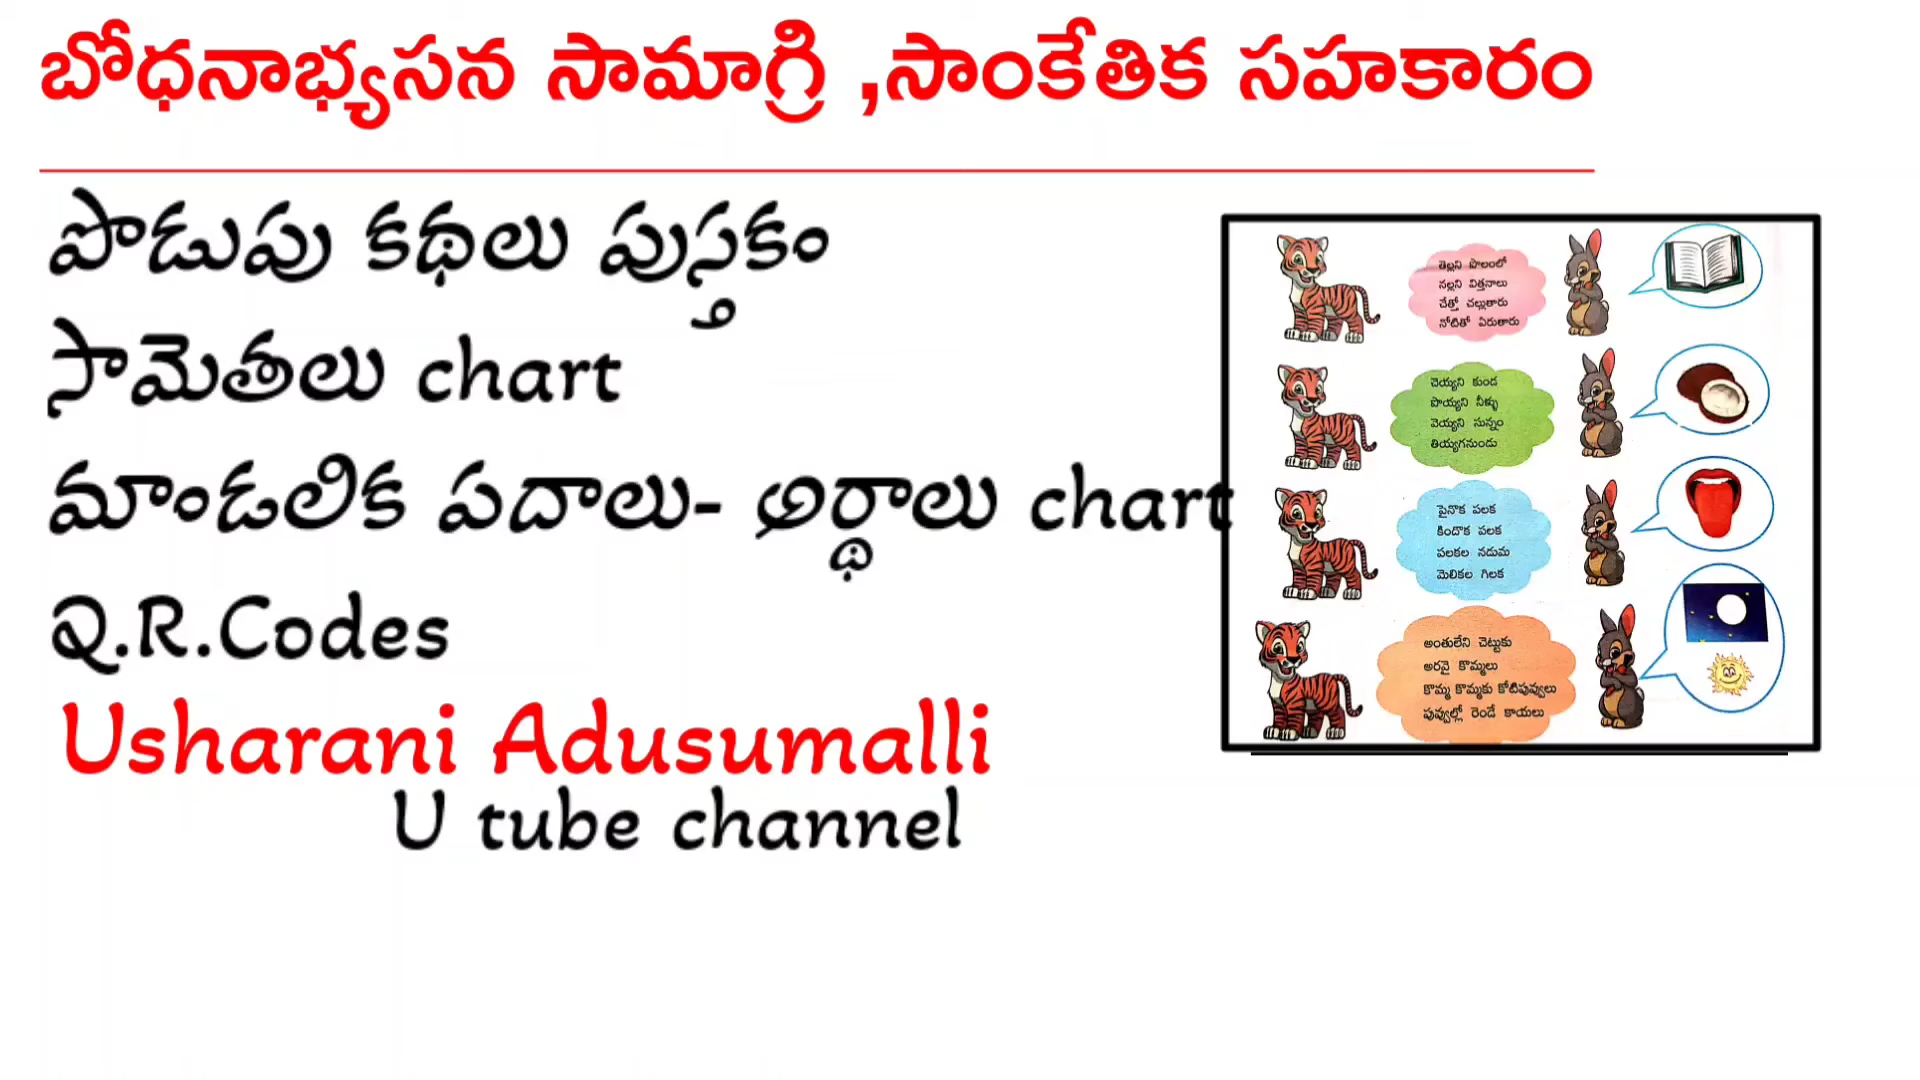 బోధనాభ్యసన సామాగ్రి ,సాంకేతిక సహకారం
పొడుపు కథలు పుస్తకం
సామెతలు chart
మాండలిక పదాలు- అర్థాలు chart
Q.R.Codes
Usharani Adusumalli
U tube channel
తెల్లని పొలంలో
నల్లని విత్తనాలు
చేత్తో చల్లుతారు
నోటితో ఏరుతారు
చెయ్యని కుండ
పొయ్యని నీళ్ళు
వెయ్యని సున్నం
తియ్యగనుండు
పైనొక పలక
కిందొక పలక
పలకల నడుమ
మెలికల గిలక
అంతులేని చెట్టుకు
అరవై కొమ్మలు
కొమ్మ కొమ్మకు కోటిపువ్వులు
పువ్వుల్లో రెండే కాయలు